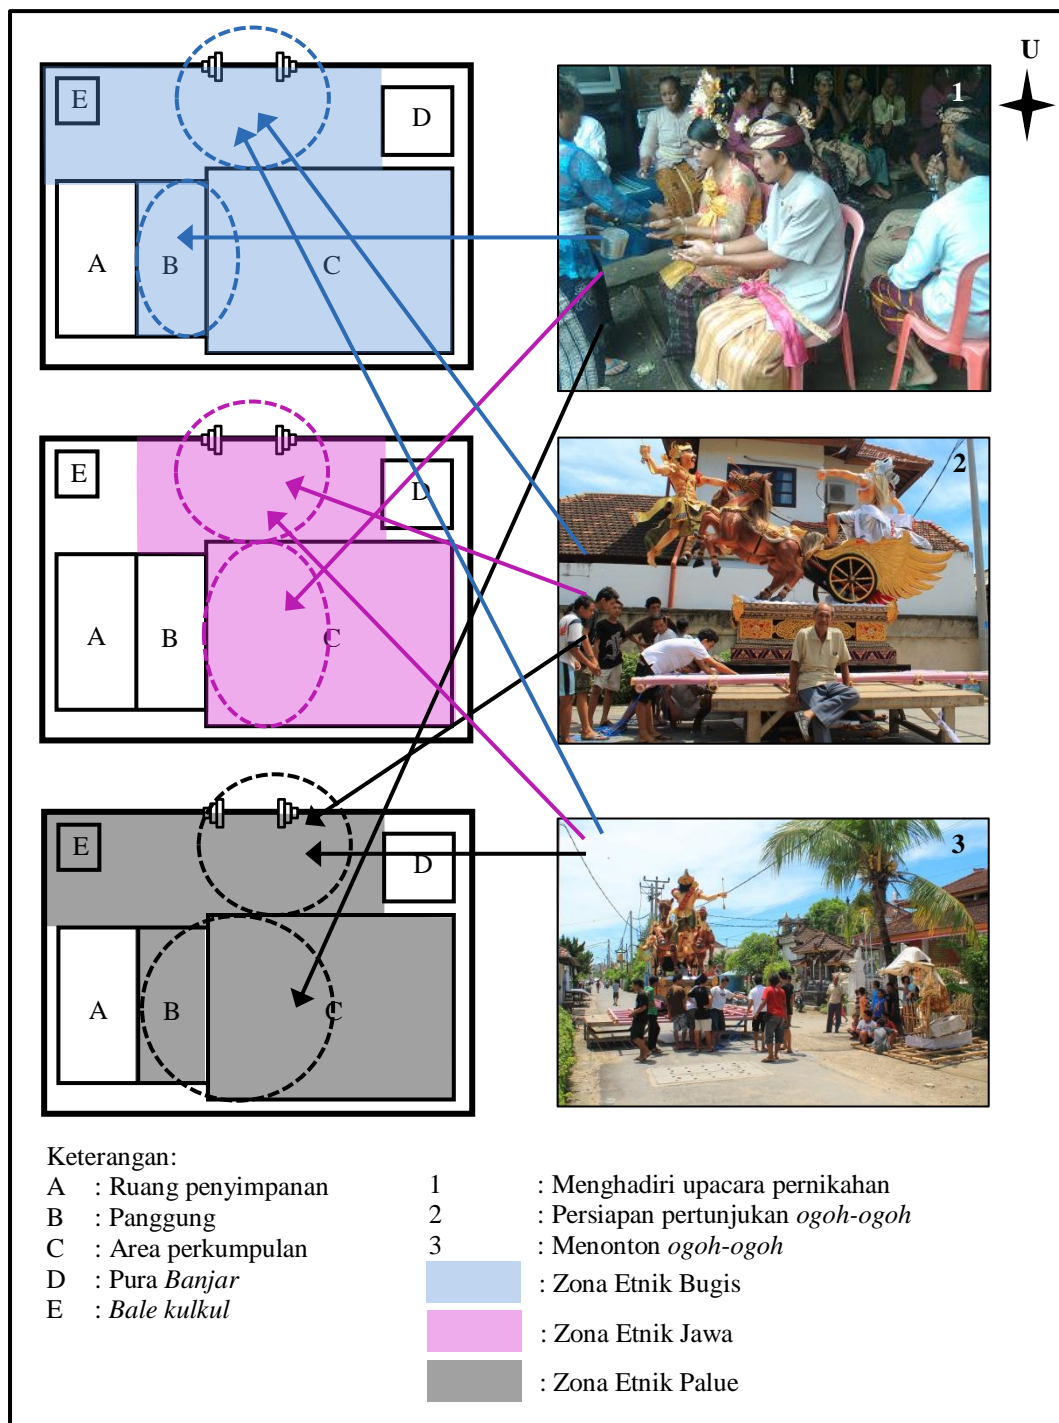 U
E
D
A
B
C
1
E
D
A
B
C
2
E
D
A
B
C
3
Keterangan:
A : Ruang penyimpanan
B : Panggung
C : Area perkumpulan
D : Pura Banjar
E : Bale kulkul
1 : Menghadiri upacara pernikahan
2 : Persiapan pertunjukan ogoh-ogoh
3 : Menonton ogoh-ogoh
: Zona Etnik Bugis
: Zona Etnik Jawa
: Zona Etnik Palue